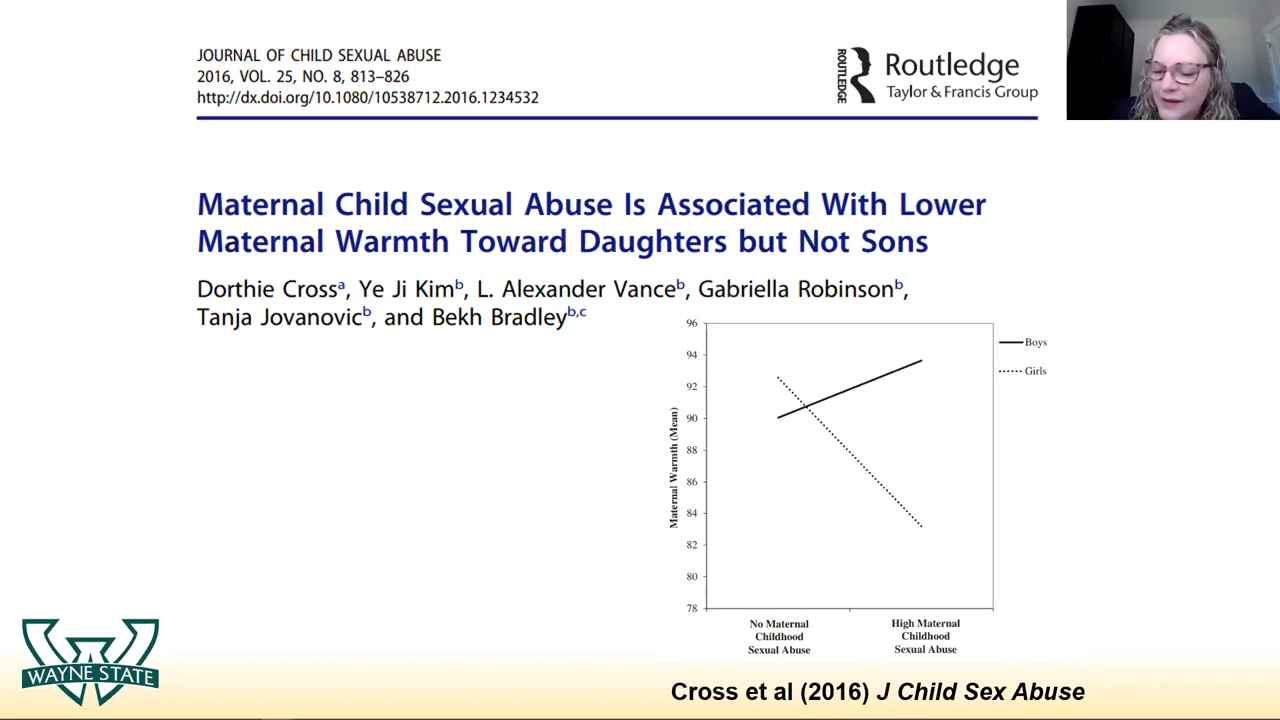 JOURNAL OF CHILD SEXUAL ABUSE
2016, VOL. 25, NO. 8, 813–826
http://dx.doi.org/10.1080/10538712.2016.1234532
ROUTLEDGE
Routledge
Taylor & Francis Group
Maternal Child Sexual Abuse Is Associated With Lower
Maternal Warmth Toward Daughters but Not Sons
Dorthie Crossa, Ye Ji Kimb, L. Alexander Vanceb, Gabriella Robinsonb,
Tanja Jovanovicb, and Bekh Bradleyb,c
96
94
92
90
88
86
84
82
80
78
Maternal Warmth (Mean)
Boys
Girls
No Maternal
Childhood
Sexual Abuse
High Maternal
Childhood
Sexual Abuse
WAYNE STATE
Cross et al (2016) J Child Sex Abuse